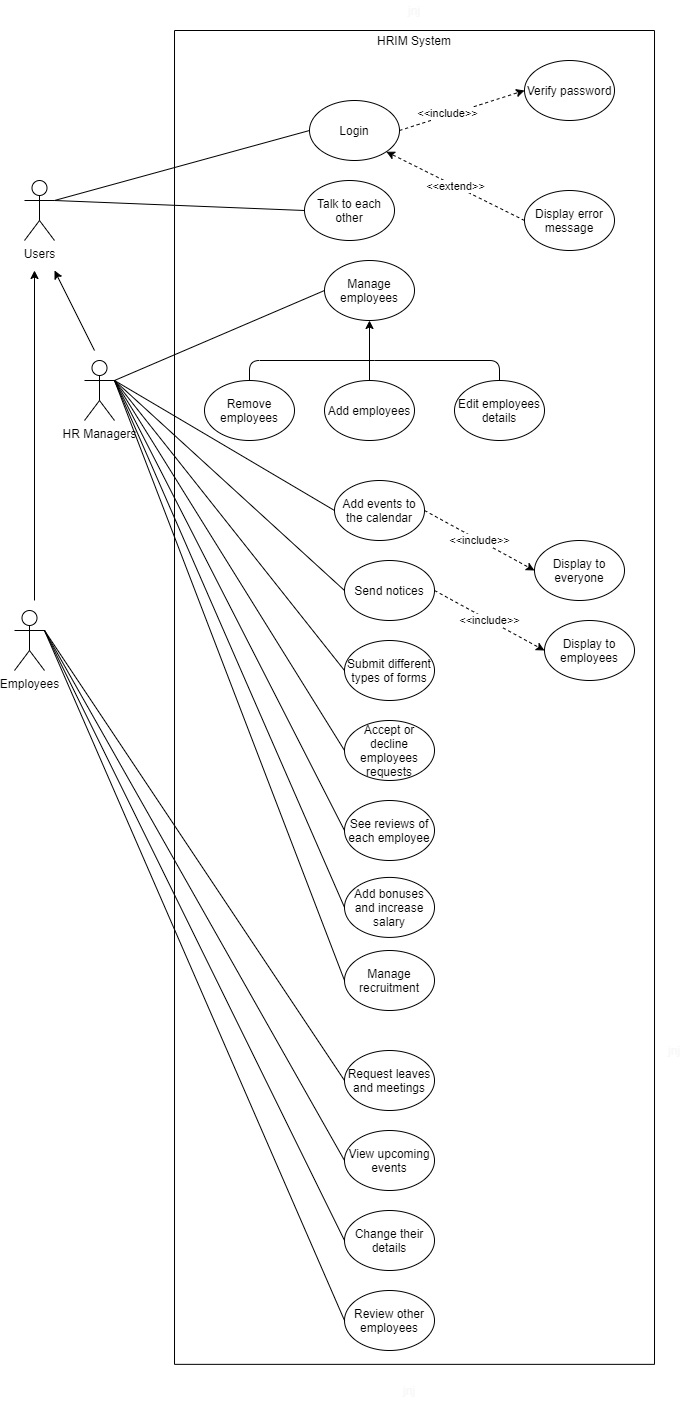 HRIM System
Verify password
<<include>>
Login
<<extend>>
Talk to each
other
Display error
message
Users
Manage
employees
HR Managers
Remove
employees
Add employees
Edit employees
details
Add events to
the calendar
<<include>>
Display to
everyone
Send notices
<<include>>
Display to
employees
Employees
Submit different
types of forms
Accept or
decline
employees
requests
See reviews of
each employee
Add bonuses
and increase
salary
Manage
recruitment
Request leaves
and meetings
View upcoming
events
Change their
details
Review other
employees